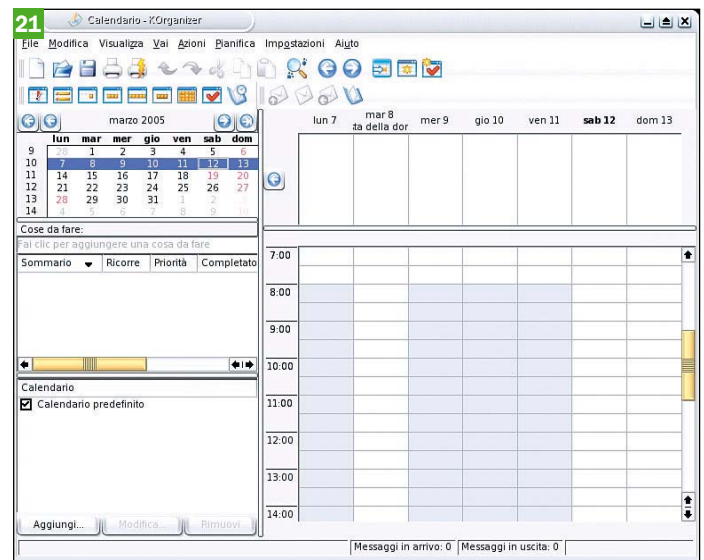 21
Calendario - KOrganizer
File Modifica Visualizza Vai Azioni Pianifica Impostazioni Aiuto
marzo 2005
lun mar mer gio ven sab dom
9 28 1 2 3 4 5 6
10 7 8 9 10 11 12 13
11 14 15 16 17 18 19 20
12 21 22 23 24 25 26 27
13 28 29 30 31 1 2
14 4 5 6 7 8 9 10
lun 7 mar 8 mer 9 gio 10 ven 11 sab 12 dom 13
ta della dor
Cose da fare:
Fai clic per aggiungere una cosa da fare
Sommario Ricorre Priorità Completato
7:00
8:00
9:00
10:00
11:00
12:00
13:00
14:00
Calendario
Calendario predefinito
Aggiungi... Modifica... Rimuovi
Messaggi in arrivo: 0 Messaggi in uscita: 0